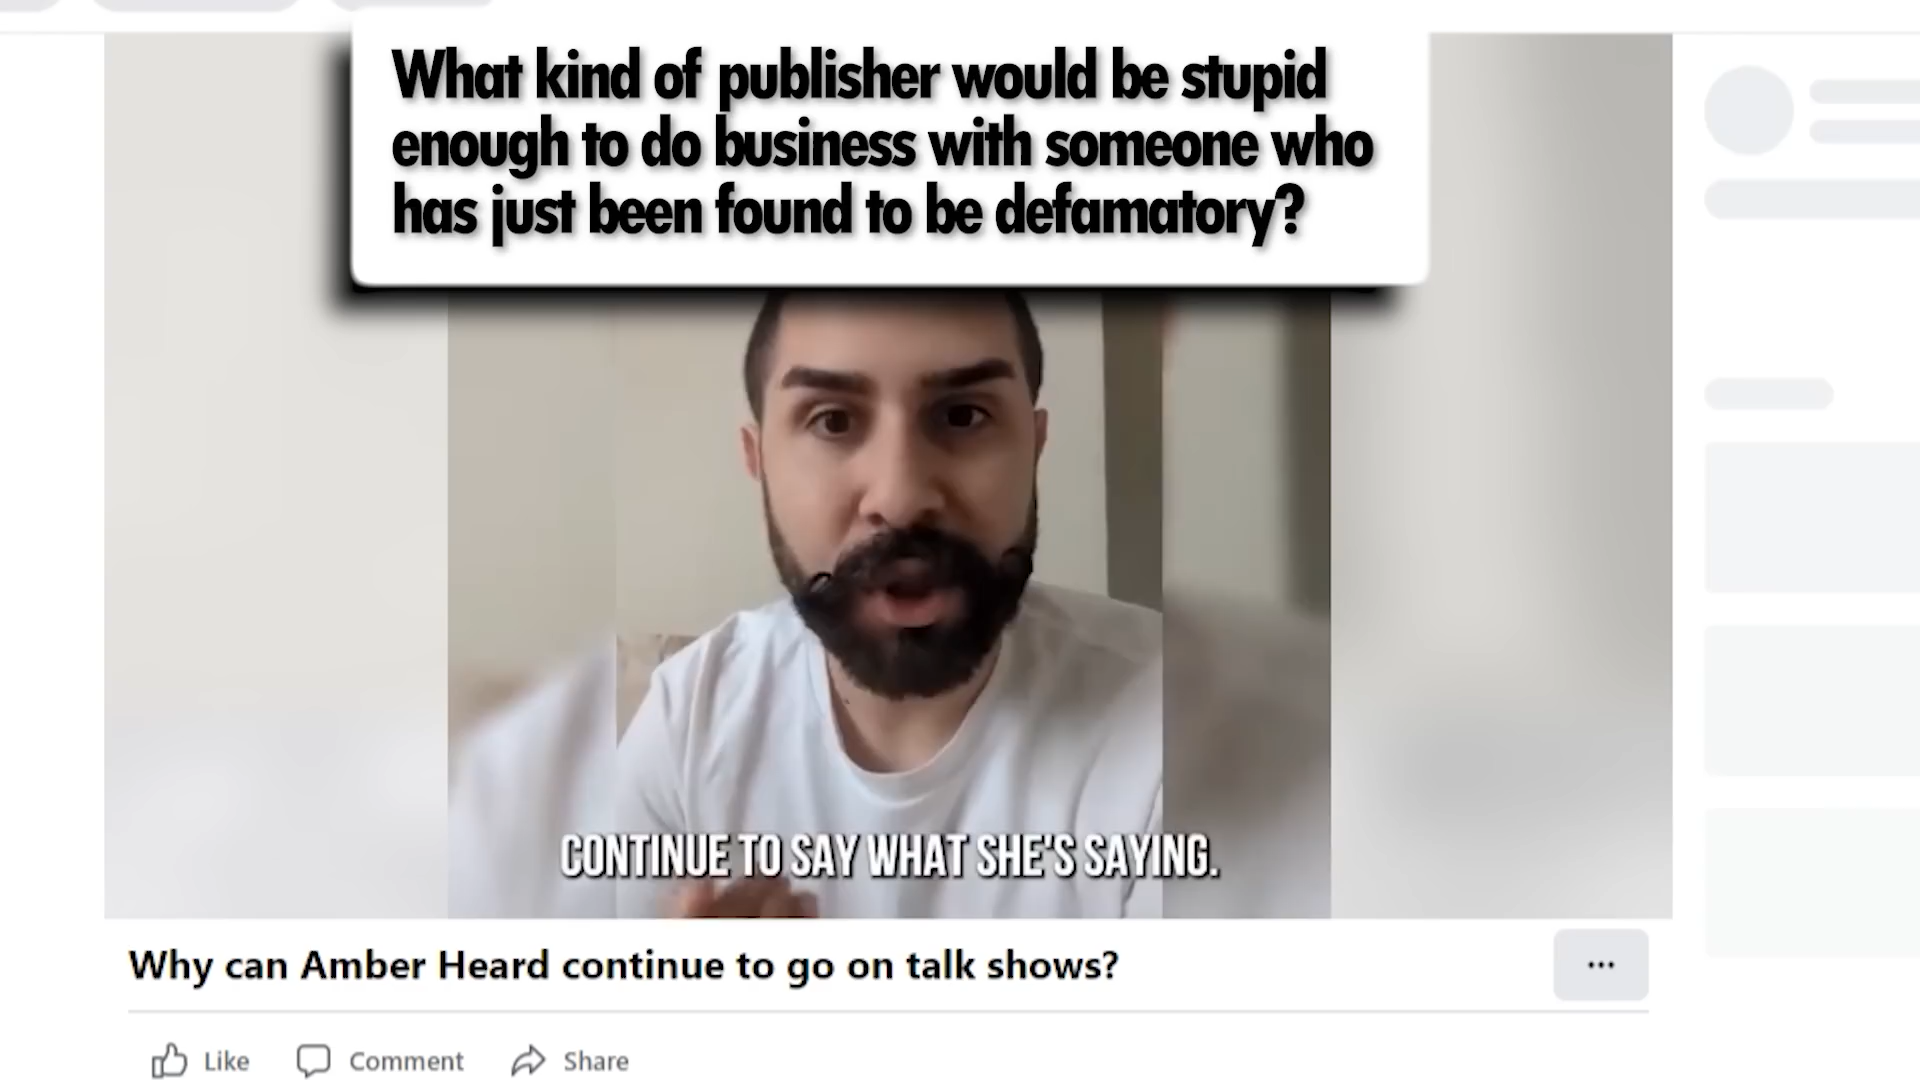 What kind of publisher would be stupid
enough to do business with someone who
has just been found to be defamatory?
CONTINUE TO SAY WHAT SHE'S SAYING.
Why can Amber Heard continue to go on talk shows?
Like Comment Share